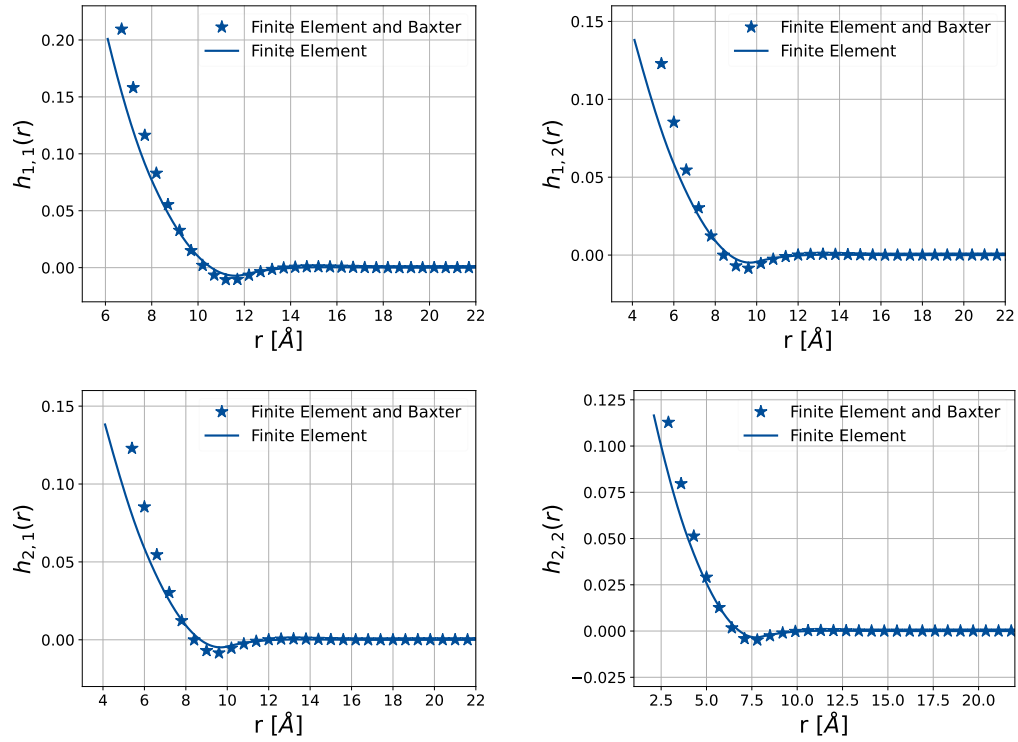 Finite Element and Baxter
Finite Element
h1,1(r)
0.20
0.15
0.10
0.05
0.00
6 8 10 12 14 16 18 20 22
r [Å]
Finite Element and Baxter
Finite Element
h1,2(r)
0.15
0.10
0.05
0.00
4 6 8 10 12 14 16 18 20 22
r [Å]
Finite Element and Baxter
Finite Element
h2,1(r)
0.15
0.10
0.05
0.00
4 6 8 10 12 14 16 18 20 22
r [Å]
Finite Element and Baxter
Finite Element
h2,2(r)
0.125
0.100
0.075
0.050
0.025
0.000
−0.025
2.5 5.0 7.5 10.0 12.5 15.0 17.5 20.0
r [Å]